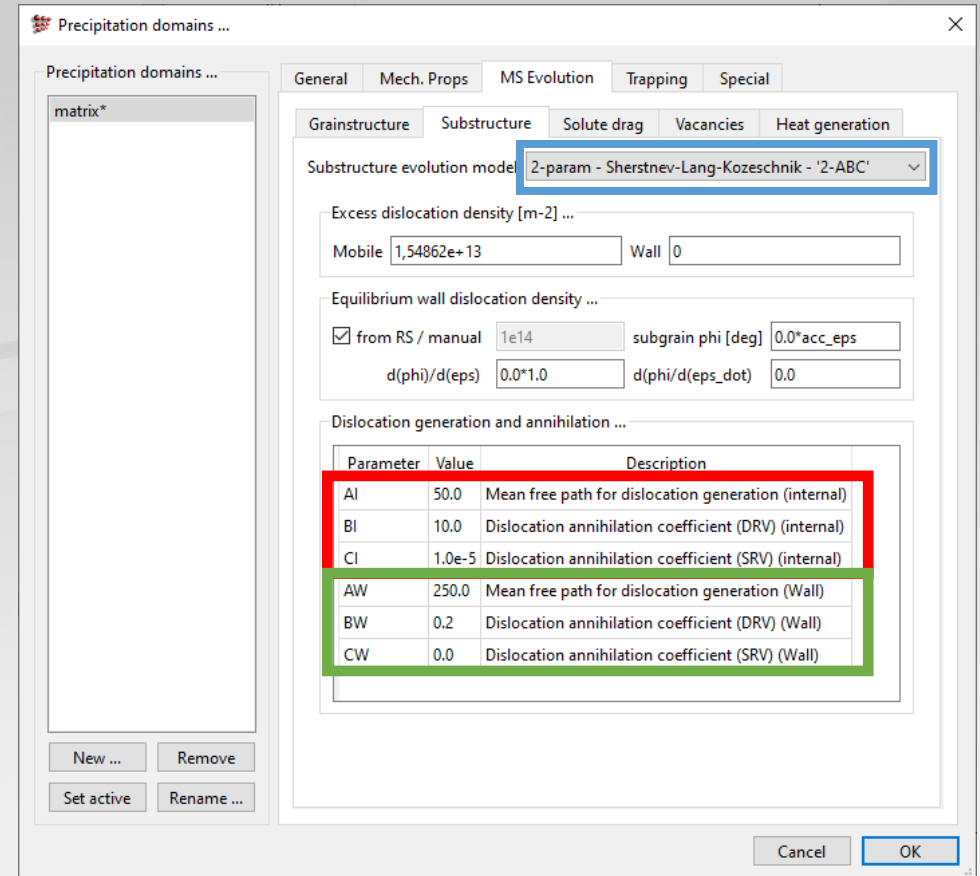 Precipitation domains ...
Precipitation domains ...
matrix*
New ... Remove
Set active Rename ...
General Mech. Props MS Evolution Trapping Special
Grainstructure Substructure Solute drag Vacancies Heat generation
Substructure evolution model 2-param - Sherstnev-Lang-Kozeschnik - '2-ABC'
Excess dislocation density [m-2] ...
Mobile 1,54862e+13 Wall 0
Equilibrium wall dislocation density ...
from RS / manual 1e14 subgrain phi [deg] 0.0*acc_eps
d(phi)/d(eps) 0.0*1.0 d(phi/d(eps_dot) 0.0
Dislocation generation and annihilation ...
Parameter Value Description
AI 50.0 Mean free path for dislocation generation (internal)
BI 10.0 Dislocation annihilation coefficient (DRV) (internal)
CI 1.0e-5 Dislocation annihilation coefficient (SRV) (internal)
AW 250.0 Mean free path for dislocation generation (Wall)
BW 0.2 Dislocation annihilation coefficient (DRV) (Wall)
CW 0.0 Dislocation annihilation coefficient (SRV) (Wall)
Cancel OK